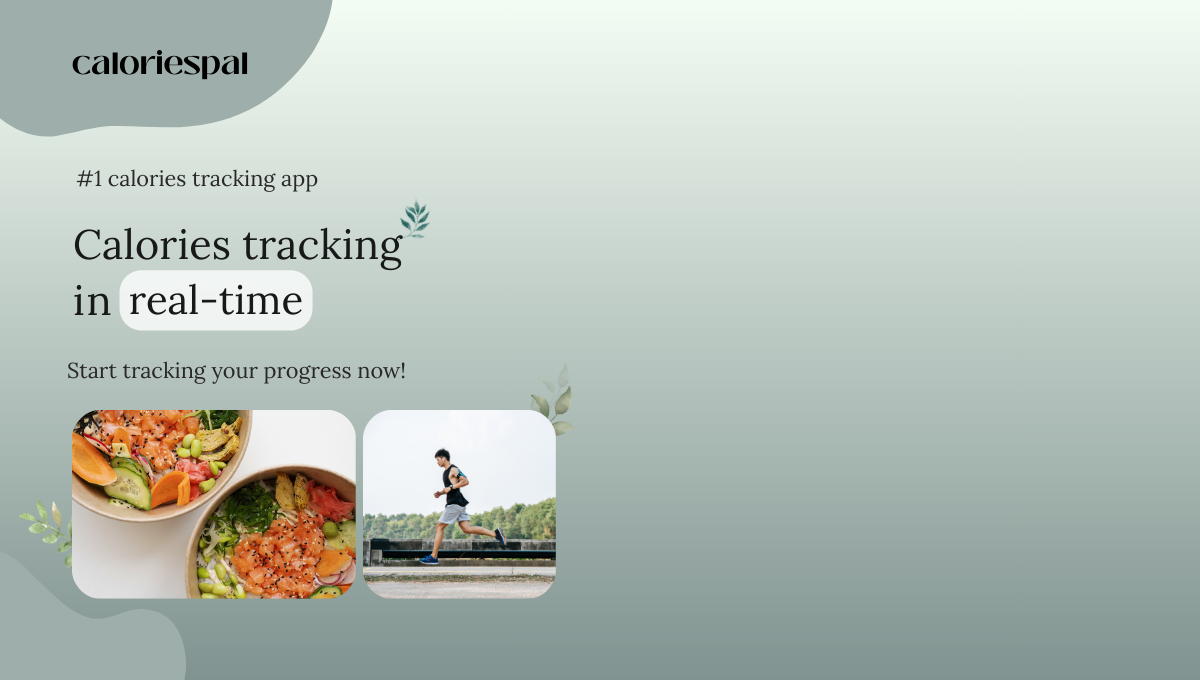 caloriespal
#1 calories tracking app
Calories tracking
in real-time
Start tracking your progress now!